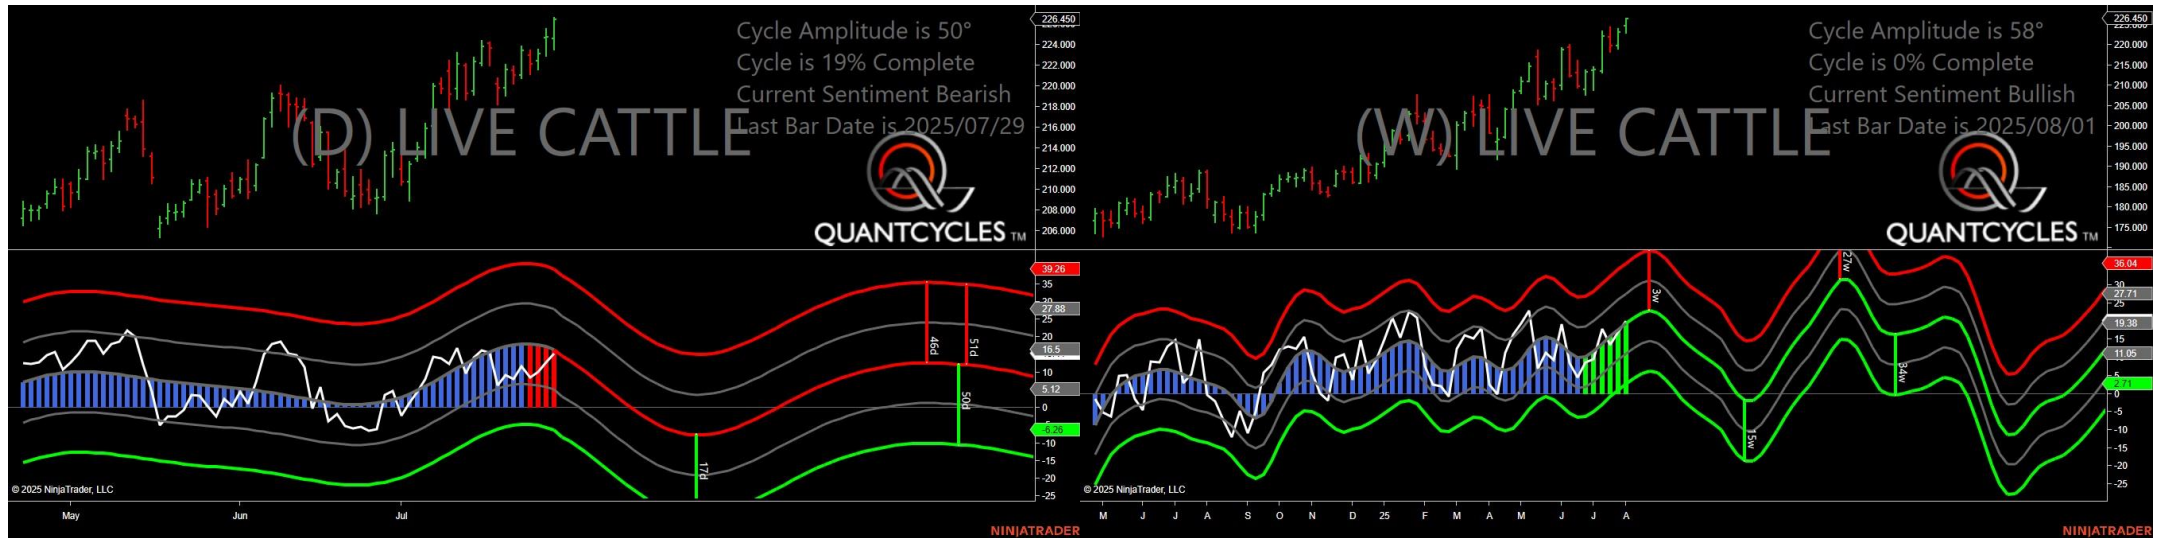 Cycle Amplitude is 50°
Cycle is 19% Complete
Current Sentiment Bearish
Last Bar Date is 2025/07/29
(D) LIVE CATTLE
QUANTCYCLES TM
226.450
224.000
222.000
220.000
218.000
216.000
214.000
212.000
210.000
208.000
206.000
39.26
35
27.88
25
20
16.5
10
5.12
0
-6.26
-10
-15
-20
-25
46d
51d
50d
17d
© 2025 NinjaTrader, LLC
May Jun Jul
NINJATRADER
Cycle Amplitude is 58°
Cycle is 0% Complete
Current Sentiment Bullish
Last Bar Date is 2025/08/01
(W) LIVE CATTLE
QUANTCYCLES TM
226.450
220.000
215.000
210.000
205.000
200.000
195.000
190.000
185.000
180.000
175.000
36.04
30
27.71
25
19.38
15
11.05
5
2.71
0
-5
-10
-15
-20
-25
3w
27w
34w
15w
© 2025 NinjaTrader, LLC
M J J A S O N D 25 F M A M J J A
NINJATRADER